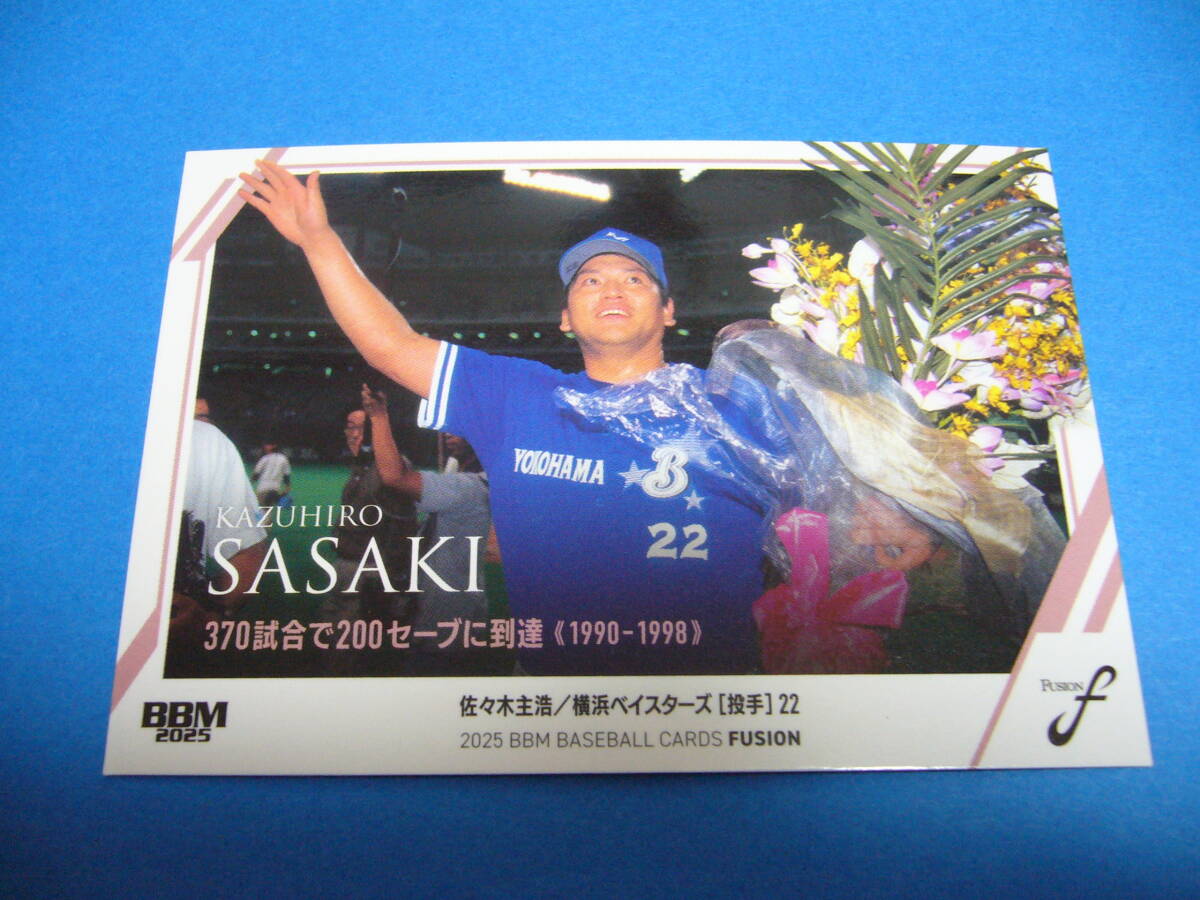 YOKOHAMA
B
22
KAZUHIRO
SASAKI
370試合で200セーブに到達《1990-1998》
BBM
2025
佐々木主浩／横浜ベイスターズ［投手］22
2025 BBM BASEBALL CARDS FUSION
FUSION
f